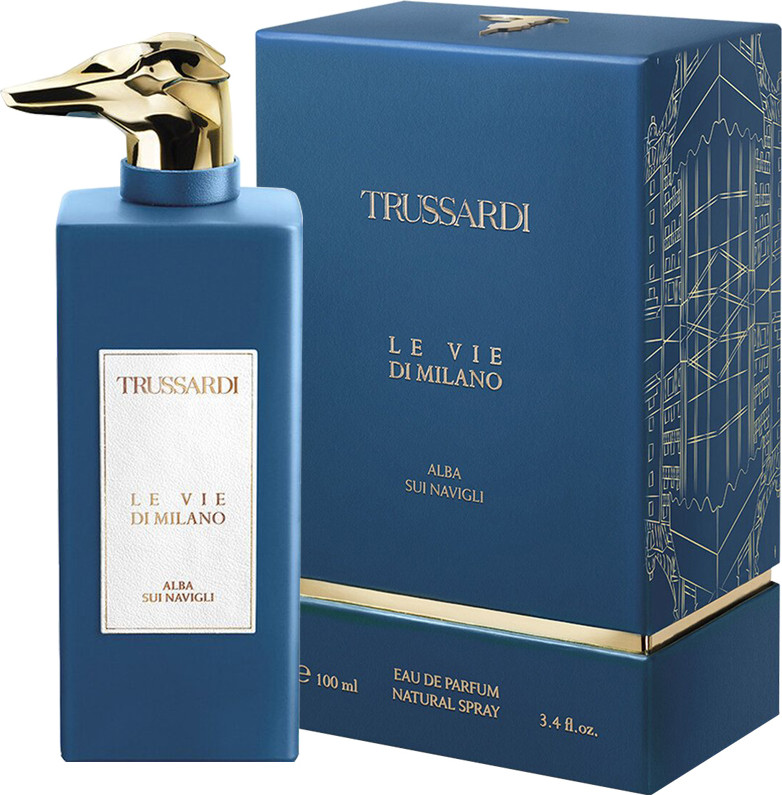 TRUSSARDI
LE VIE
DI MILANO
ALBA
SUI NAVIGLI
TRUSSARDI
LE VIE
DI MILANO
ALBA
SUI NAVIGLI
e 100 ml
EAU DE PARFUM
NATURAL SPRAY
3.4 fl.oz.